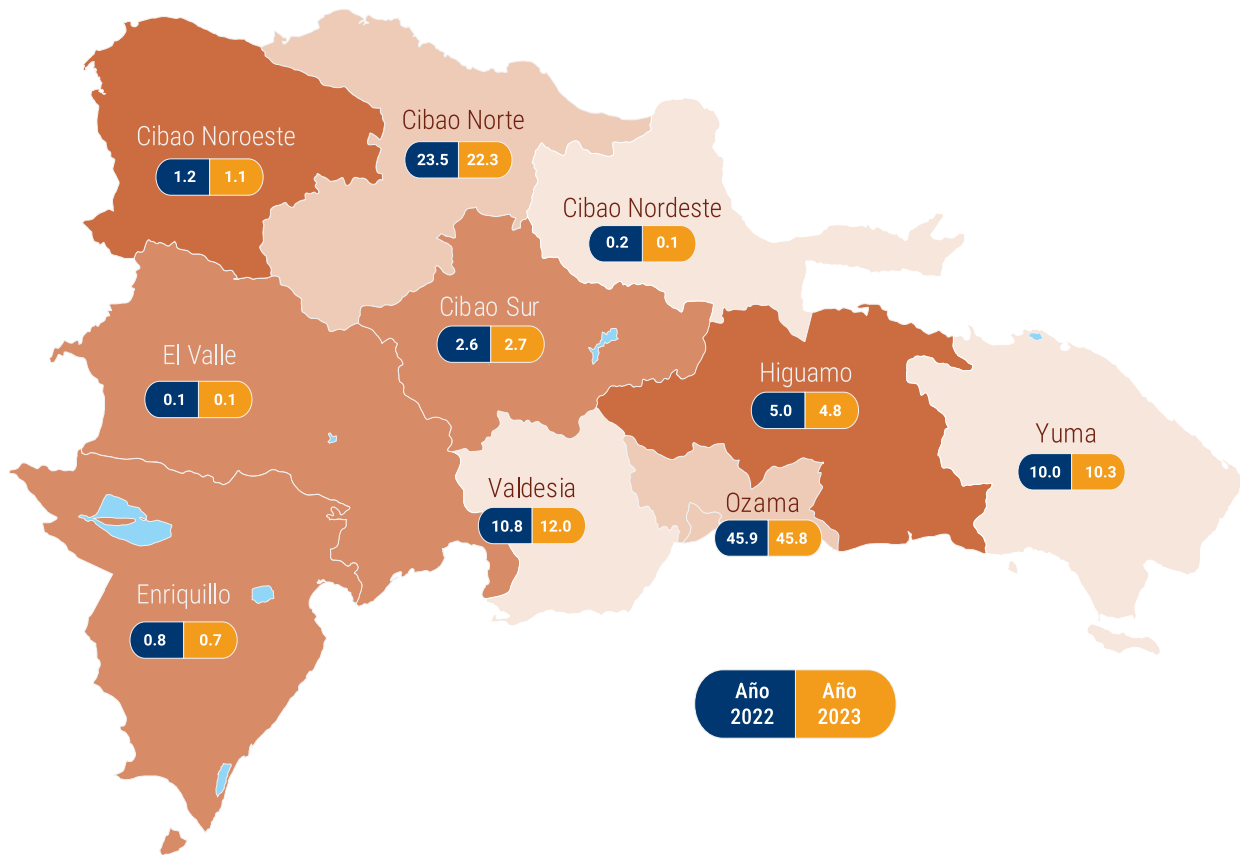 Cibao Noroeste
1.2 1.1
Cibao Norte
23.5 22.3
Cibao Nordeste
0.2 0.1
Cibao Sur
2.6 2.7
El Valle
0.1 0.1
Higuamo
5.0 4.8
Yuma
10.0 10.3
Valdesia
10.8 12.0
Ozama
45.9 45.8
Enriquillo
0.8 0.7
Año
2022
Año
2023